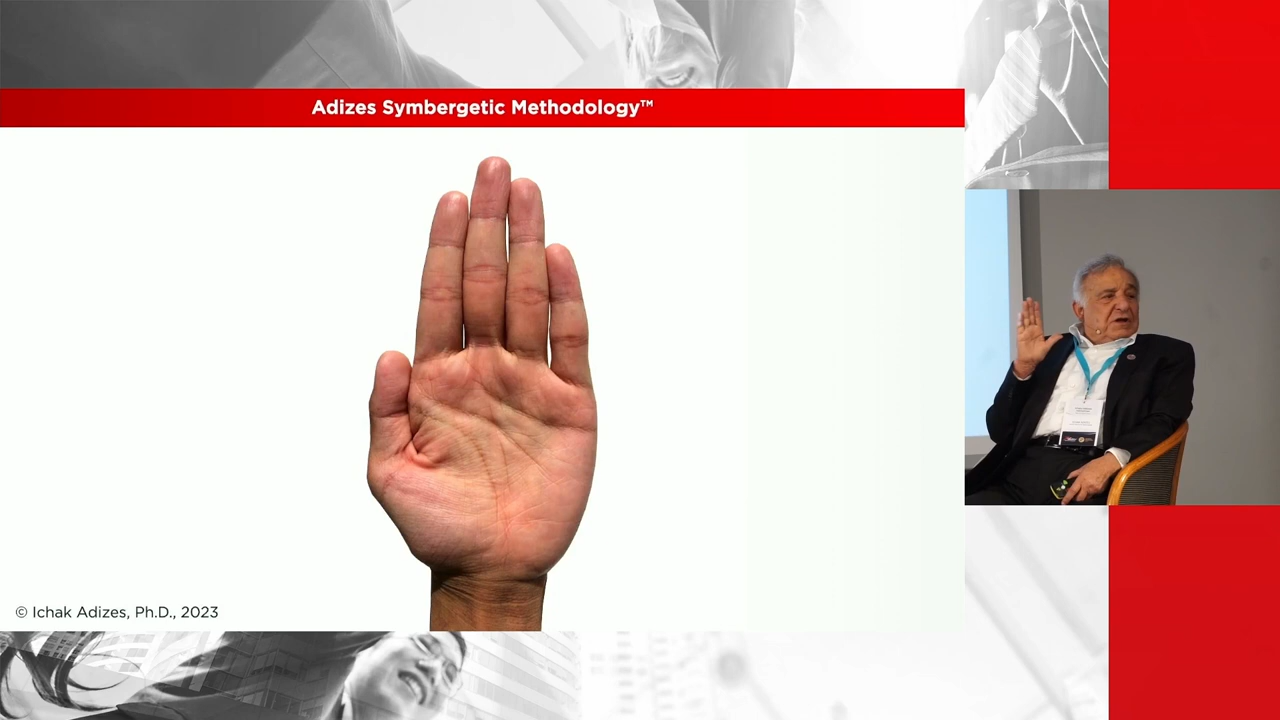 Adizes Symbergetic Methodology™
© Ichak Adizes, Ph.D., 2023